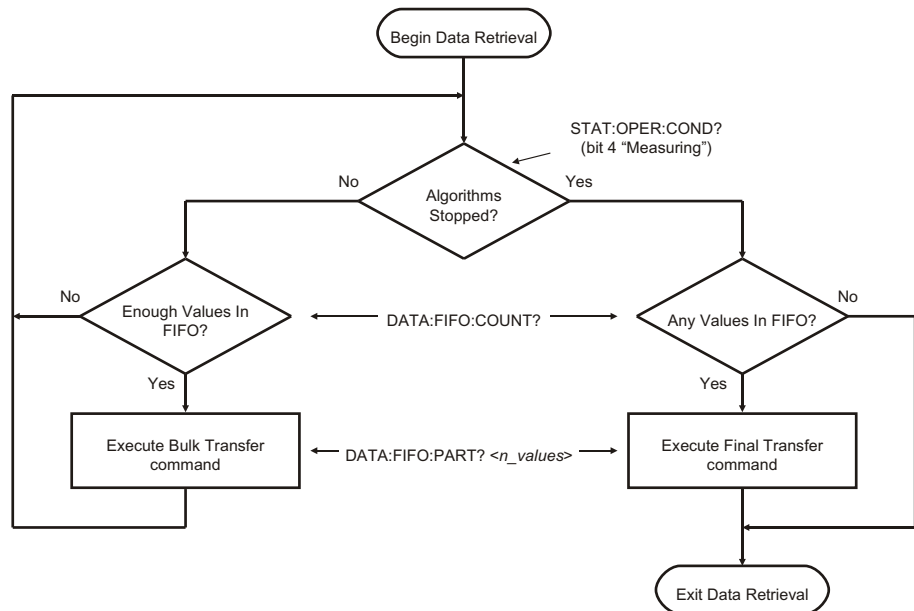 Begin Data Retrieval
STAT:OPER:COND?
(bit 4 “Measuring”)
No
Algorithms
Stopped?
Yes
No
Enough Values In
FIFO?
DATA:FIFO:COUNT?
Any Values In FIFO?
No
Yes
Yes
Execute Bulk Transfer
command
DATA:FIFO:PART? <n_values>
Execute Final Transfer
command
Exit Data Retrieval